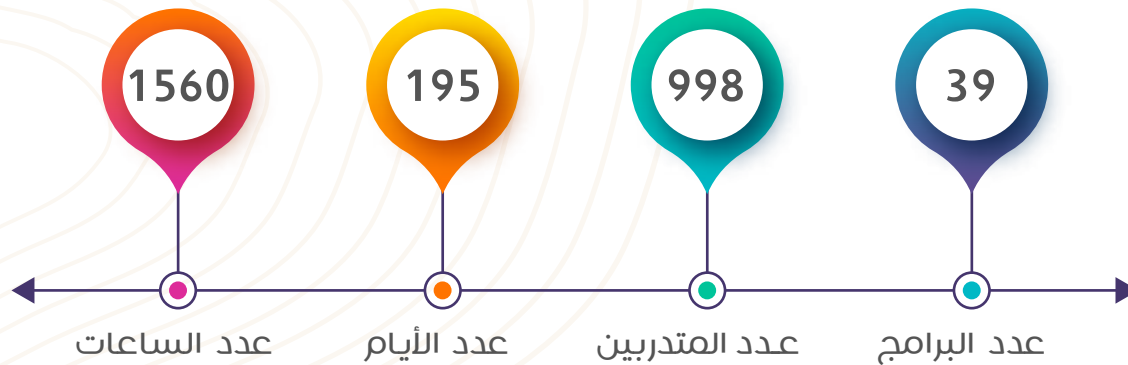 39
998
195
1560
عدد البرامج
عدد المتدربين
عدد الأيام
عدد الساعات